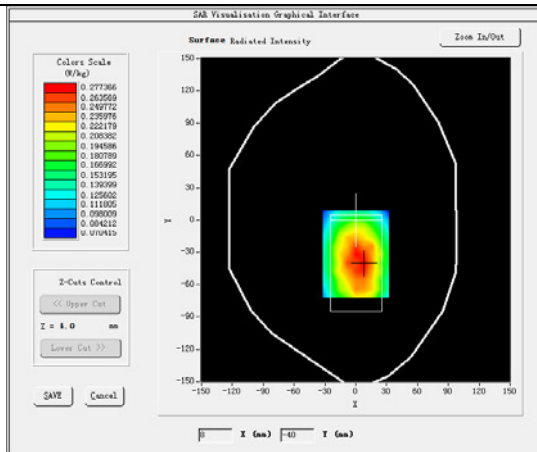 SAR Visualisation Graphical Interface
Surface Radiated Intensity
Zoom In/Out
Colors Scale
(W/kg)
0.277366
0.263569
0.249772
0.235976
0.222179
0.208382
0.194586
0.180789
0.166992
0.153195
0.139399
0.125602
0.111805
0.098009
0.084212
0.070415
150
120
90
60
30
0
-30
-60
-90
-120
-150
Y
-150 -120 -90 -60 -30 0 30 60 90 120 150
X
Z-Cuts Control
<< Upper Cut
Z = 4.0 mm
Lower Cut >>
SAVE Cancel
8 X (mm) -40 Y (mm)